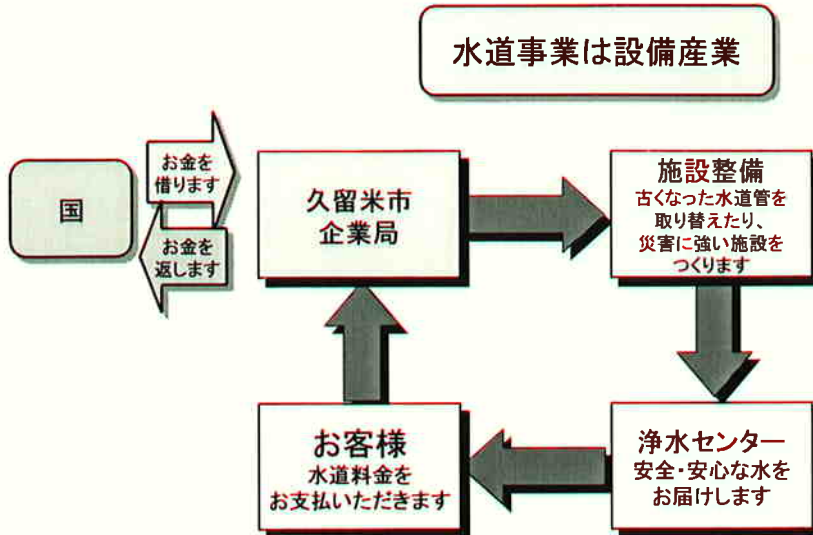 水道事業は設備産業
国
お金を
借ります
お金を
返します
久留米市
企業局
施設整備
古くなった水道管を
取り替えたり、
災害に強い施設を
つくります
お客様
水道料金を
お支払いただきます
浄水センター
安全・安心な水を
お届けします